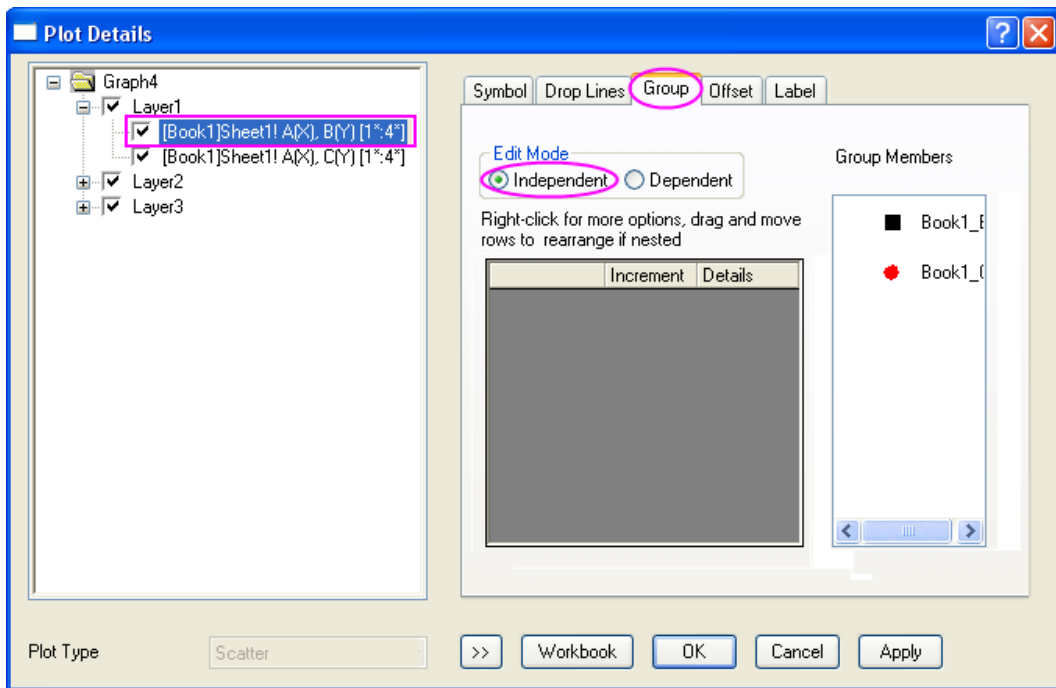 Plot Details
Graph4
Layer1
[Book1]Sheet1! A(X), B(Y) [1*:4*]
[Book1]Sheet1! A(X), C(Y) [1*:4*]
Layer2
Layer3
Symbol Drop Lines Group Offset Label
Edit Mode
Independent Dependent
Right-click for more options, drag and move
rows to rearrange if nested
Increment Details
Group Members
Book1_
Book1_
Plot Type Scatter >> Workbook OK Cancel Apply